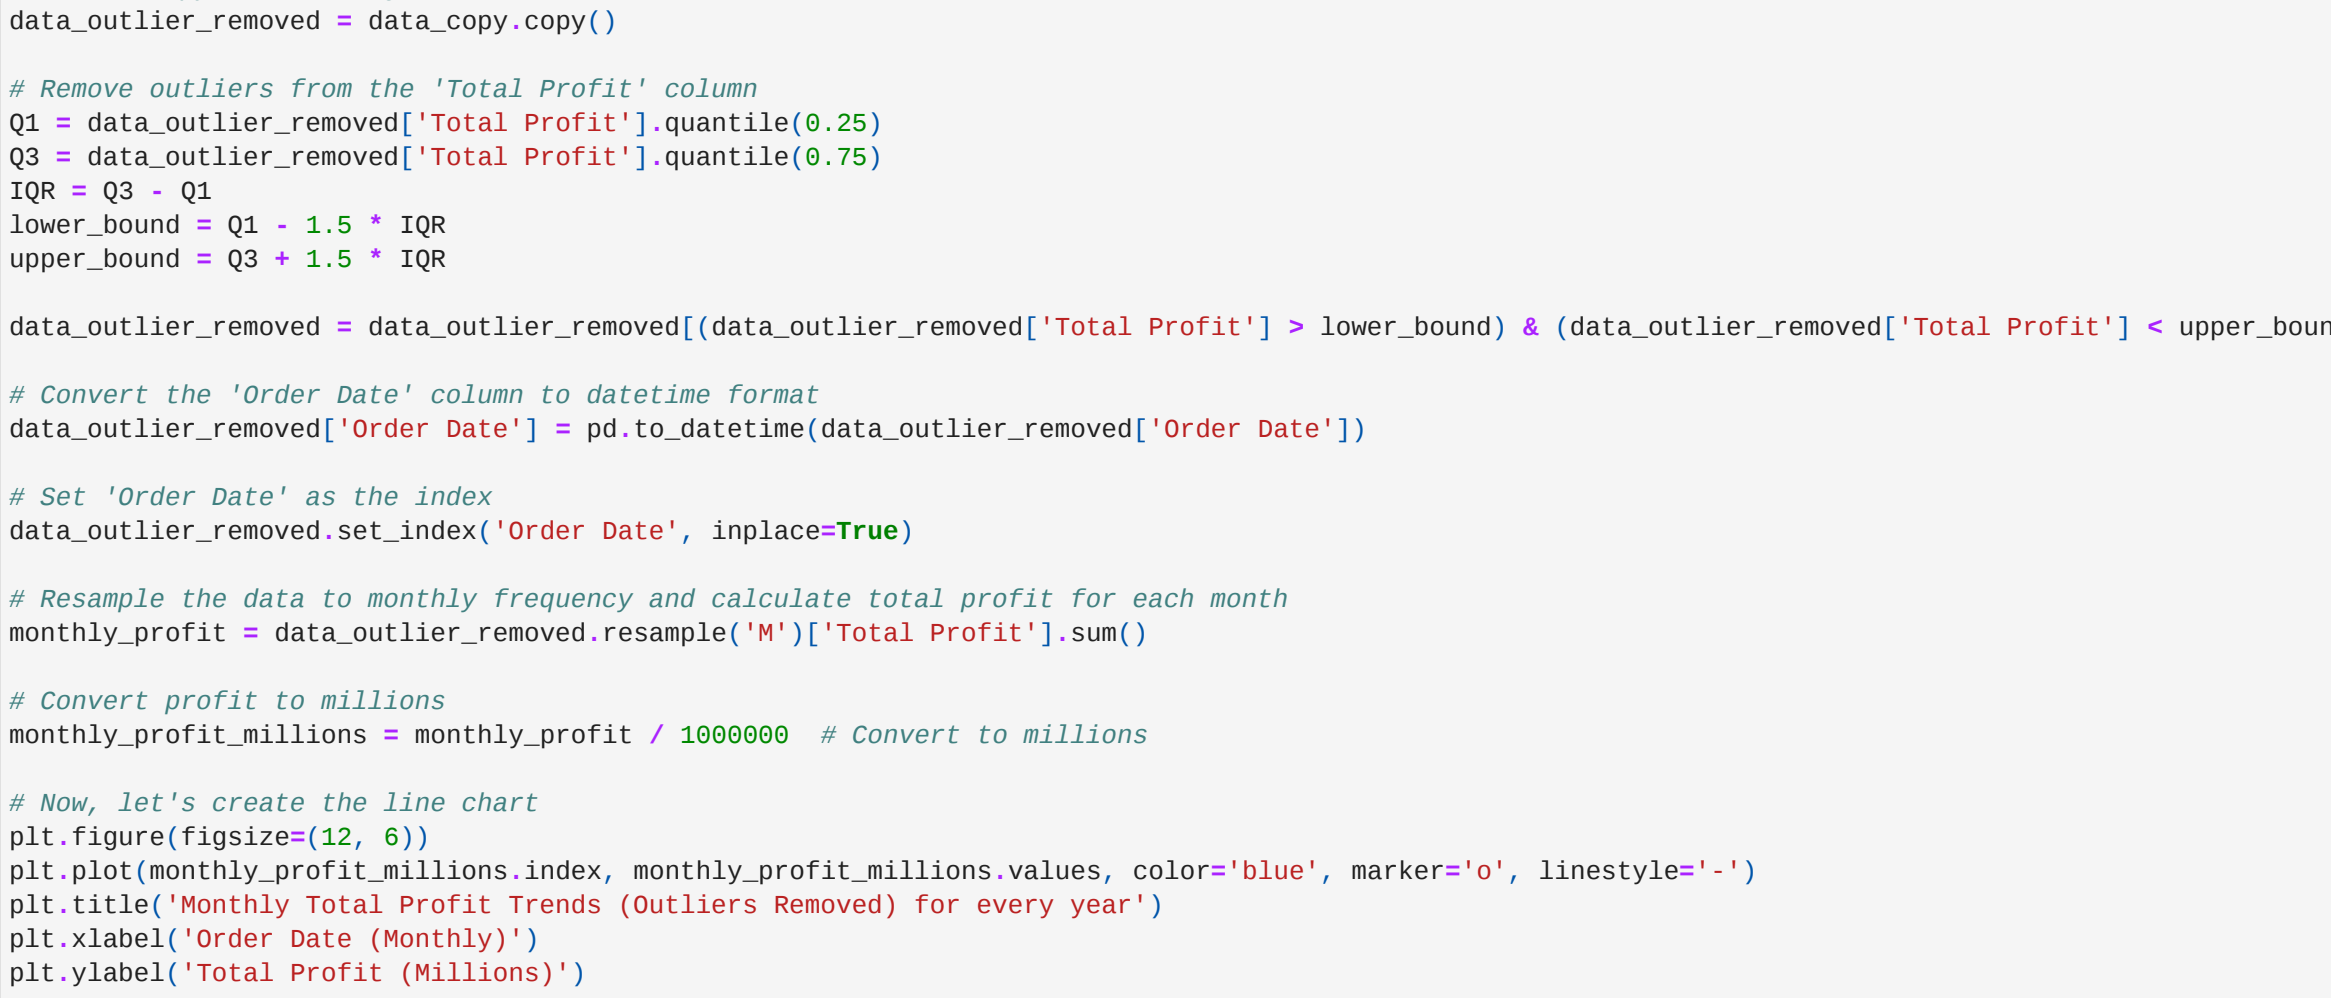 data_outlier_removed = data_copy.copy()
# Remove outliers from the 'Total Profit' column
Q1 = data_outlier_removed['Total Profit'].quantile(0.25)
Q3 = data_outlier_removed['Total Profit'].quantile(0.75)
IQR = Q3 - Q1
lower_bound = Q1 - 1.5 * IQR
upper_bound = Q3 + 1.5 * IQR
data_outlier_removed = data_outlier_removed[(data_outlier_removed['Total Profit'] > lower_bound) & (data_outlier_removed['Total Profit'] < upper_boun
# Convert the 'Order Date' column to datetime format
data_outlier_removed['Order Date'] = pd.to_datetime(data_outlier_removed['Order Date'])
# Set 'Order Date' as the index
data_outlier_removed.set_index('Order Date', inplace=True)
# Resample the data to monthly frequency and calculate total profit for each month
monthly_profit = data_outlier_removed.resample('M')['Total Profit'].sum()
# Convert profit to millions
monthly_profit_millions = monthly_profit / 1000000  # Convert to millions
# Now, let's create the line chart
plt.figure(figsize=(12, 6))
plt.plot(monthly_profit_millions.index, monthly_profit_millions.values, color='blue', marker='o', linestyle='-')
plt.title('Monthly Total Profit Trends (Outliers Removed) for every year')
plt.xlabel('Order Date (Monthly)')
plt.ylabel('Total Profit (Millions)')